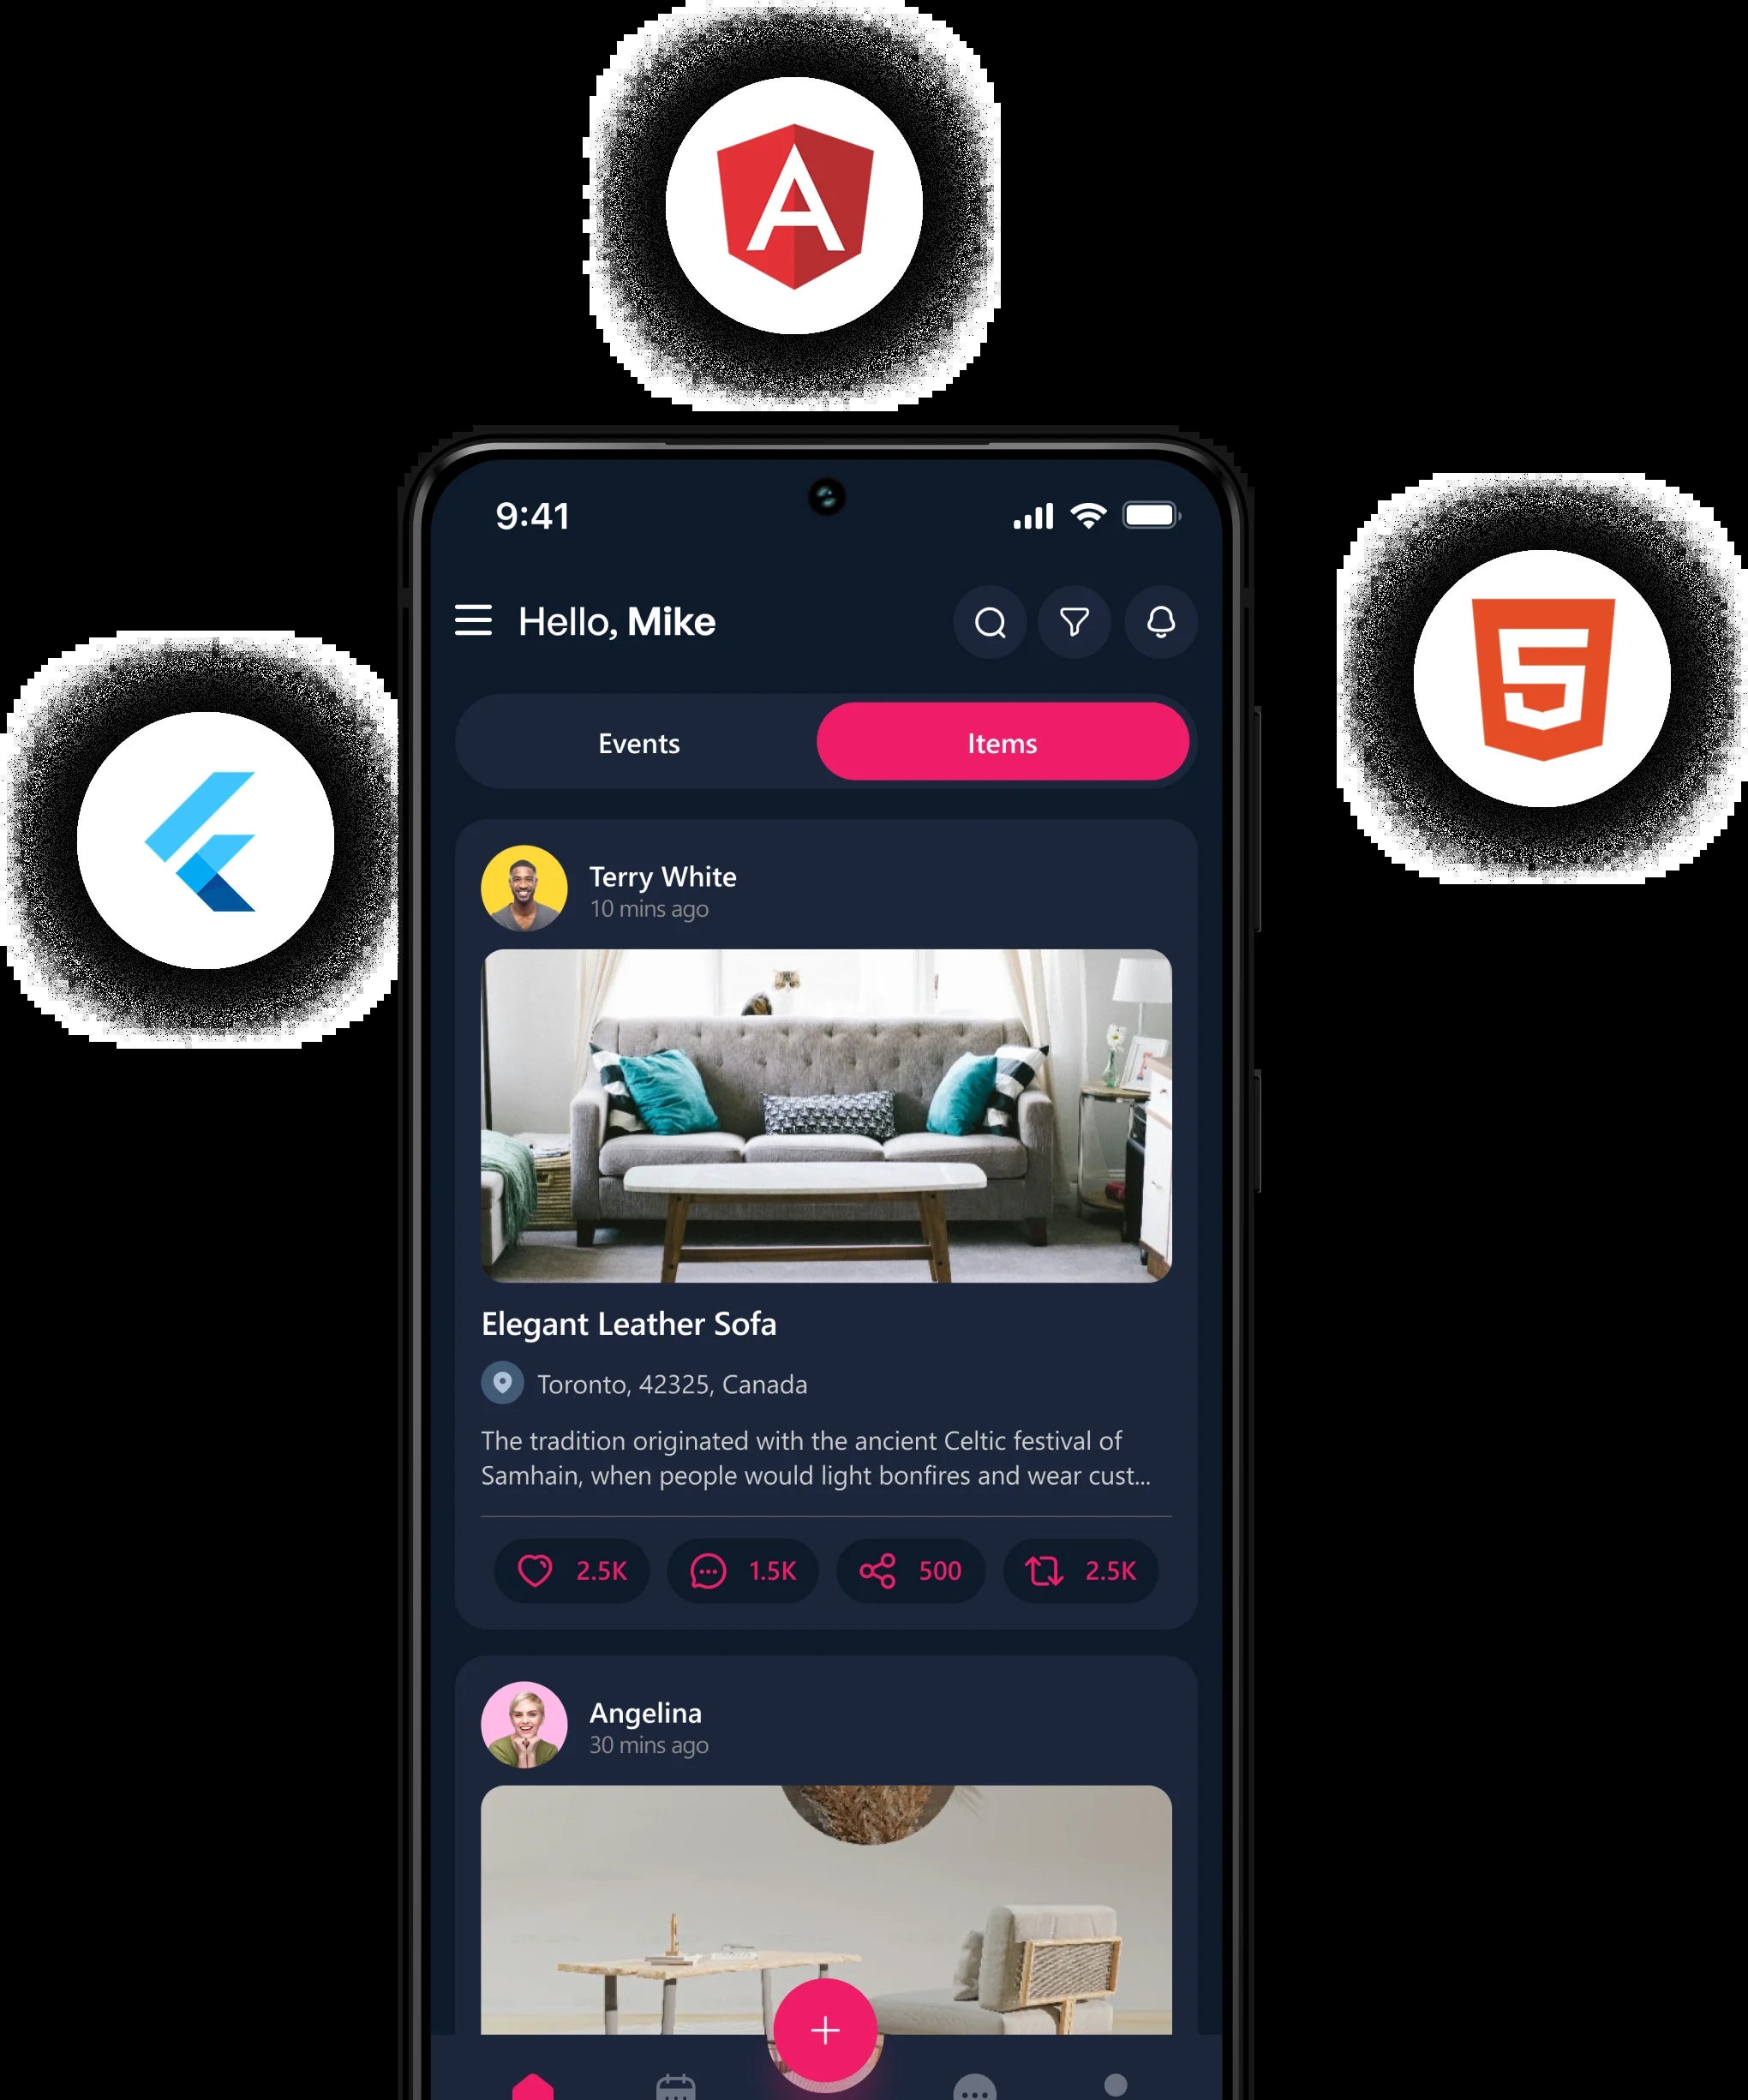 9:41
Hello, Mike
Events
Items
Terry White
10 mins ago
Elegant Leather Sofa
Toronto, 42325, Canada
The tradition originated with the ancient Celtic festival of
Samhain, when people would light bonfires and wear cust...
2.5K
1.5K
500
2.5K
Angelina
30 mins ago